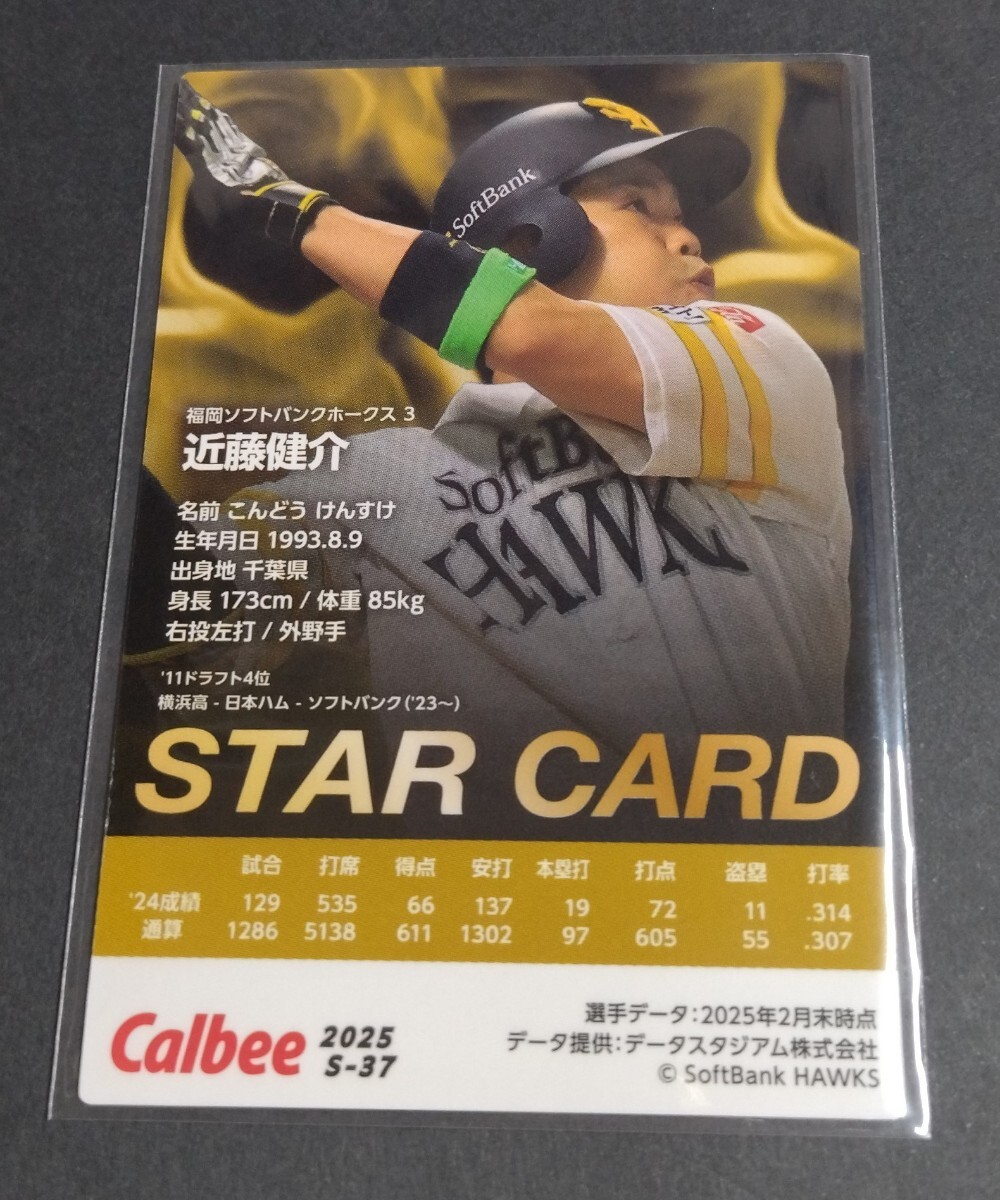 SoftBank
SoftB
HAWK
福岡ソフトバンクホークス 3
近藤健介
名前 こんどう けんすけ
生年月日 1993.8.9
出身地 千葉県
身長 173cm / 体重 85kg
右投左打 / 外野手
'11ドラフト4位
横浜高 - 日本ハム - ソフトバンク('23〜)
STAR CARD
試合 打席 得点 安打 本塁打 打点 盗塁 打率
'24成績 129 535 66 137 19 72 11 .314
通算 1286 5138 611 1302 97 605 55 .307
Calbee 2025
S-37
選手データ:2025年2月末時点
データ提供:データスタジアム株式会社
© SoftBank HAWKS